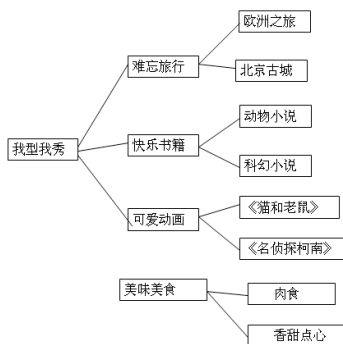 我型我秀
难忘旅行
欧洲之旅
北京古城
快乐书籍
动物小说
科幻小说
可爱动画
《猫和老鼠》
《名侦探柯南》
美味美食
肉食
香甜点心